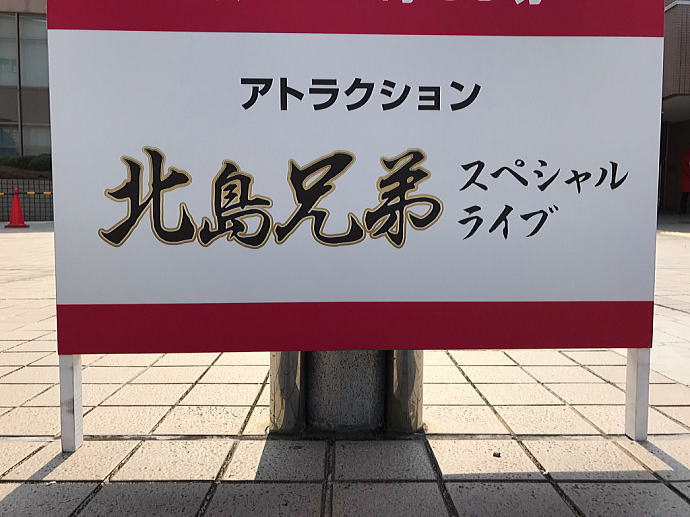 アトラクション
北島兄弟 スペシャル
ライブ